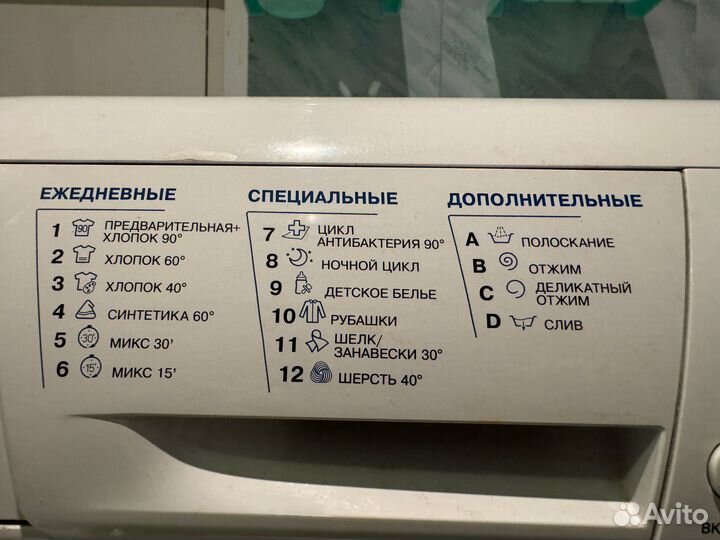 ЕЖЕДНЕВНЫЕ
1 90 ПРЕДВАРИТЕЛЬНАЯ+
ХЛОПОК 90°
2 ХЛОПОК 60°
3 ХЛОПОК 40°
4 СИНТЕТИКА 60°
5 30' МИКС 30'
6 15' МИКС 15'
СПЕЦИАЛЬНЫЕ
7 ЦИКЛ
АНТИБАКТЕРИЯ 90°
8 НОЧНОЙ ЦИКЛ
9 ДЕТСКОЕ БЕЛЬЕ
10 РУБАШКИ
11 ШЕЛК/
ЗАНАВЕСКИ 30°
12 ШЕРСТЬ 40°
ДОПОЛНИТЕЛЬНЫЕ
A ПОЛОСКАНИЕ
B ОТЖИМ
C ДЕЛИКАТНЫЙ
ОТЖИМ
D СЛИВ
Avito